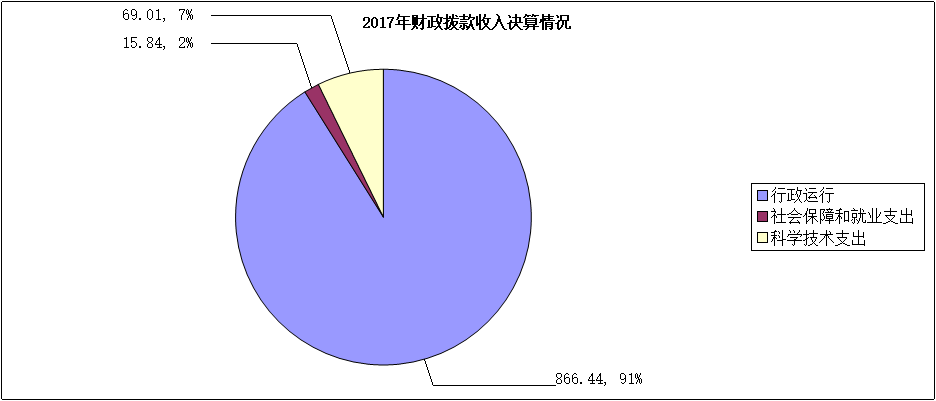 2017年财政拨款收入决算情况
69.01, 7%
15.84, 2%
866.44, 91%
行政运行
社会保障和就业支出
科学技术支出